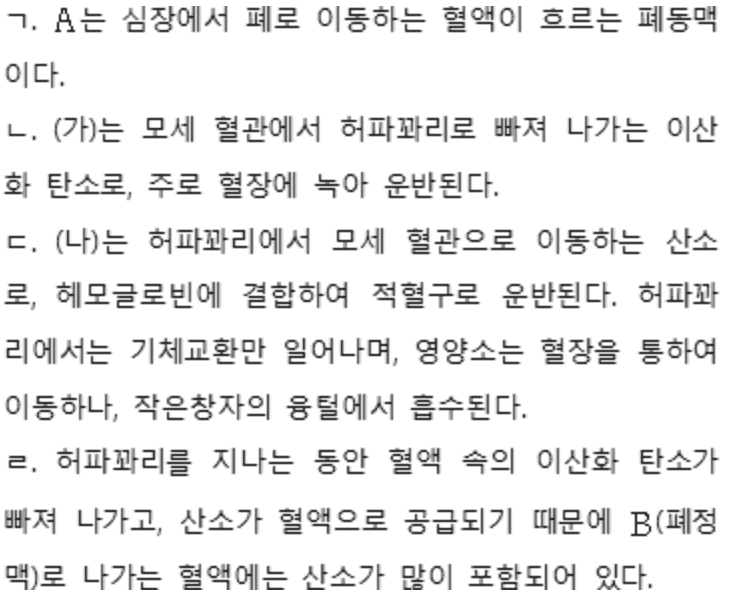 ㄱ. A는 심장에서 폐로 이동하는 혈액이 흐르는 폐동맥
이다.
ㄴ. (가)는 모세 혈관에서 허파꽈리로 빠져 나가는 이산
화 탄소로, 주로 혈장에 녹아 운반된다.
ㄷ. (나)는 허파꽈리에서 모세 혈관으로 이동하는 산소
로, 헤모글로빈에 결합하여 적혈구로 운반된다. 허파꽈
리에서는 기체교환만 일어나며, 영양소는 혈장을 통하여
이동하나, 작은창자의 융털에서 흡수된다.
ㄹ. 허파꽈리를 지나는 동안 혈액 속의 이산화 탄소가
빠져 나가고, 산소가 혈액으로 공급되기 때문에 B(폐정
맥)로 나가는 혈액에는 산소가 많이 포함되어 있다.